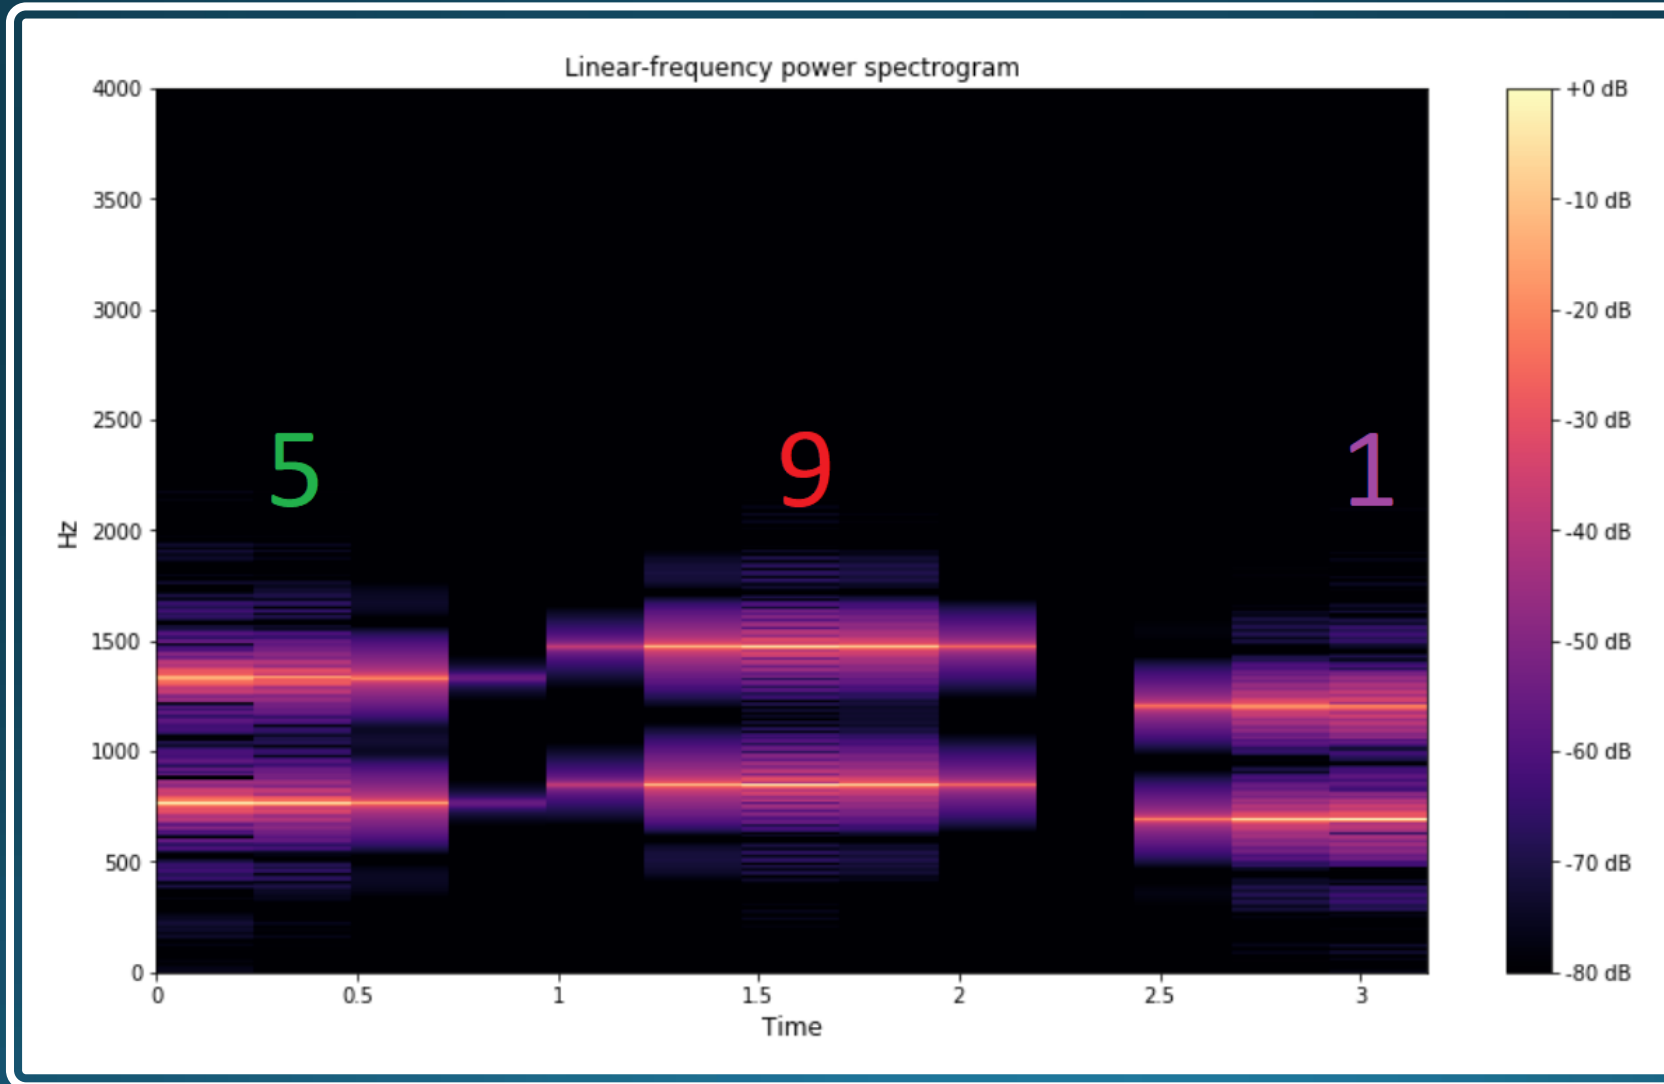 Linear-frequency power spectrogram
4000
3500
3000
2500
2000
1500
1000
500
0
Hz
5
9
1
0
0.5
1
1.5
2
2.5
3
Time
+0 dB
-10 dB
-20 dB
-30 dB
-40 dB
-50 dB
-60 dB
-70 dB
-80 dB